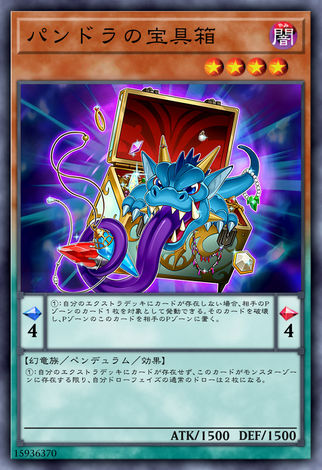 パンドラの宝具箱
やみ
闇
①:自分のエクストラデッキにカードが存在しない場合、相手のP
ゾーンのカード1枚を対象として発動できる。そのカードを破壊
し、Pゾーンのこのカードを相手のPゾーンに置く。
4
4
【幻竜族/ペンデュラム/効果】
①:自分のエクストラデッキにカードが存在せず、このカードがモンスターゾー
ンに存在する限り、自分ドローフェイズの通常のドローは2枚になる。
ATK/1500 DEF/1500
15936370